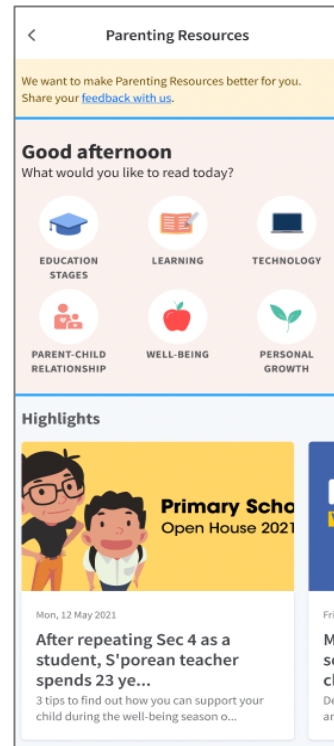 Parenting Resources
We want to make Parenting Resources better for you.
Share your feedback with us.
Good afternoon
What would you like to read today?
EDUCATION
STAGES
LEARNING
TECHNOLOGY
PARENT-CHILD
RELATIONSHIP
WELL-BEING
PERSONAL
GROWTH
Highlights
Primary Scho
Open House 2021
Mon, 12 May 2021
After repeating Sec 4 as a
student, S'porean teacher
spends 23 ye...
3 tips to find out how you can support your
child during the well-being season o...
Fri